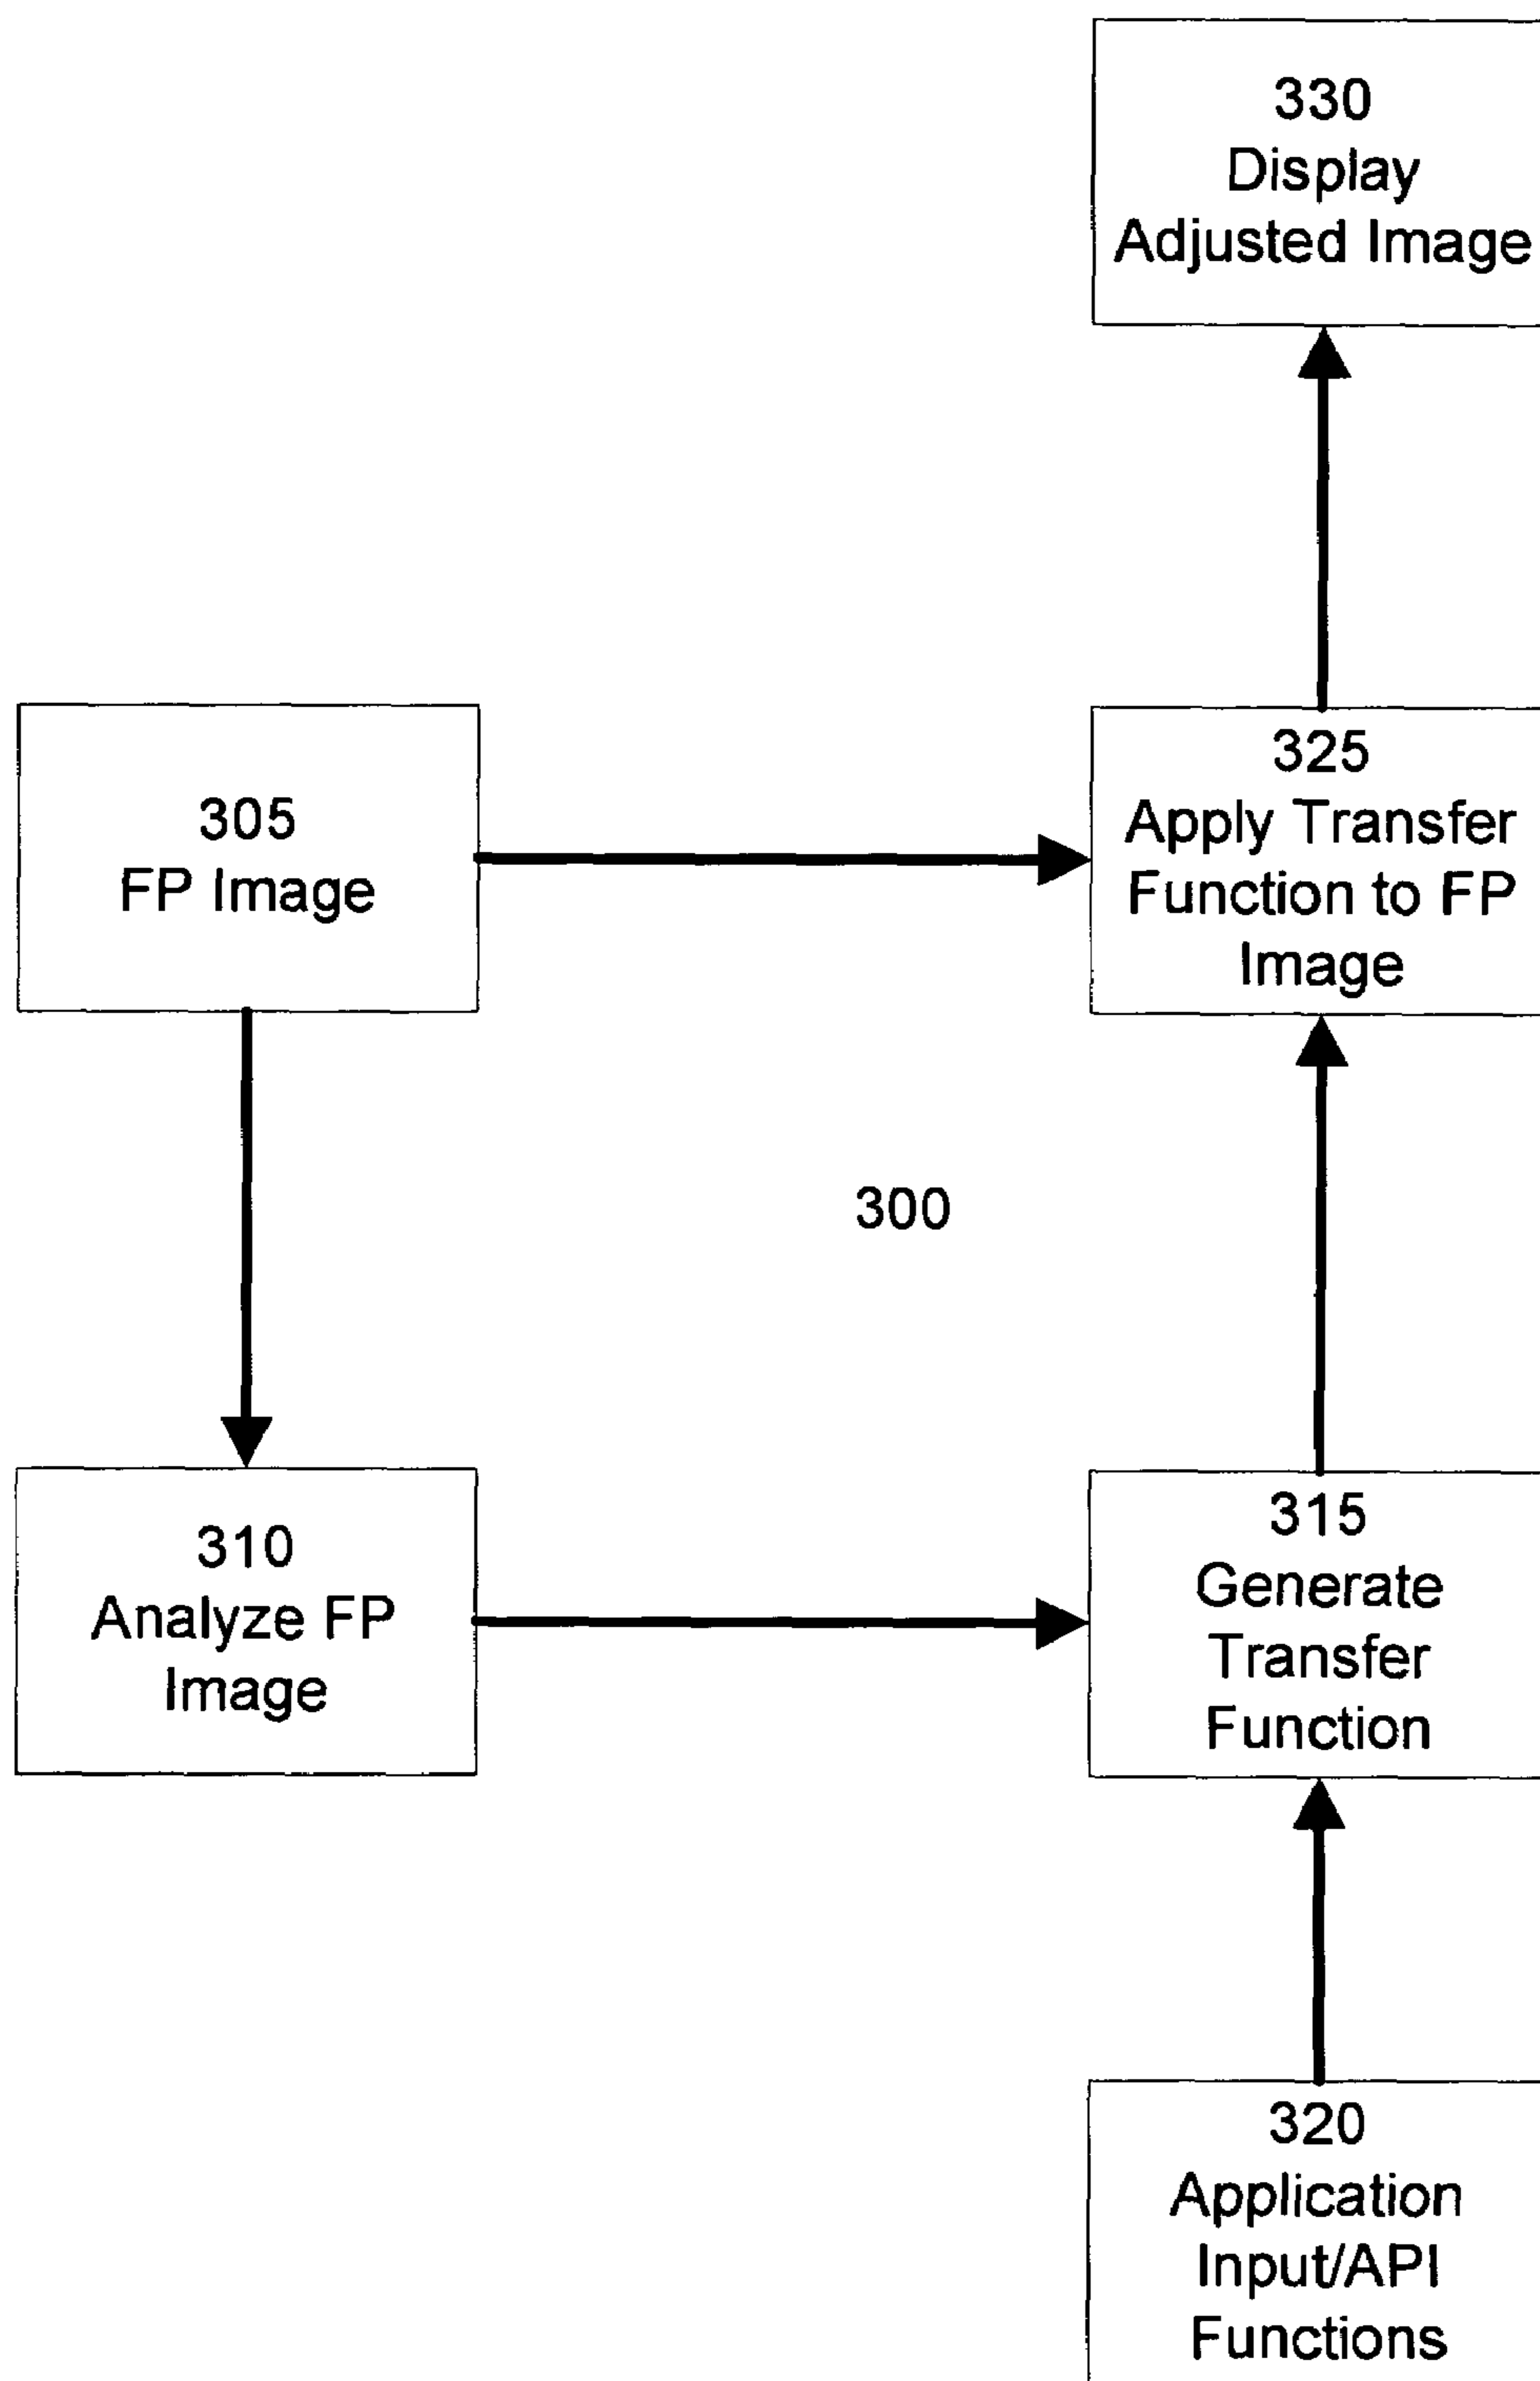 330
Display
Adjusted Image
305
FP Image
325
Apply Transfer
Function to FP
Image
300
310
Analyze FP
Image
315
Generate
Transfer
Function
320
Application
Input/API
Functions